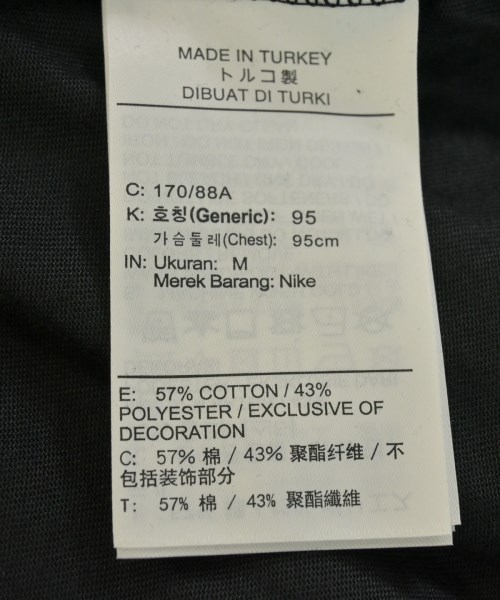 MADE IN TURKEY
トルコ製
DIBUAT DI TURKI
C: 170/88A
K: 호칭(Generic): 95
가슴둘레(Chest): 95cm
IN: Ukuran: M
Merek Barang: Nike
E: 57% COTTON / 43%
POLYESTER / EXCLUSIVE OF
DECORATION
C: 57% 棉 / 43% 聚酯纤维 / 不
包括装饰部分
T: 57% 棉 / 43% 聚酯纖維